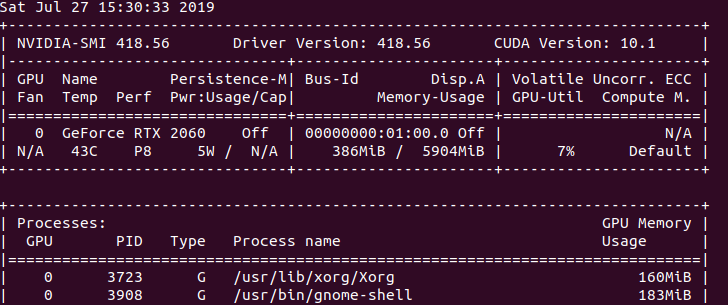 Sat Jul 27 15:30:33 2019
+-----------------------------------------------------------------------------+
| NVIDIA-SMI 418.56       Driver Version: 418.56       CUDA Version: 10.1     |
|-------------------------------+----------------------+----------------------+
| GPU  Name        Persistence-M| Bus-Id        Disp.A | Volatile Uncorr. ECC |
| Fan  Temp  Perf  Pwr:Usage/Cap|         Memory-Usage | GPU-Util  Compute M. |
|===============================+======================+======================|
|   0  GeForce RTX 2060    Off  | 00000000:01:00.0 Off |                  N/A |
| N/A   43C    P8     5W /  N/A |    386MiB /  5904MiB |      7%      Default |
+-------------------------------+----------------------+----------------------+
+-----------------------------------------------------------------------------+
| Processes:                                                       GPU Memory |
|  GPU       PID   Type   Process name                             Usage      |
|=============================================================================|
|    0      3723      G   /usr/lib/xorg/Xorg                           160MiB |
|    0      3908      G   /usr/bin/gnome-shell                         183MiB |